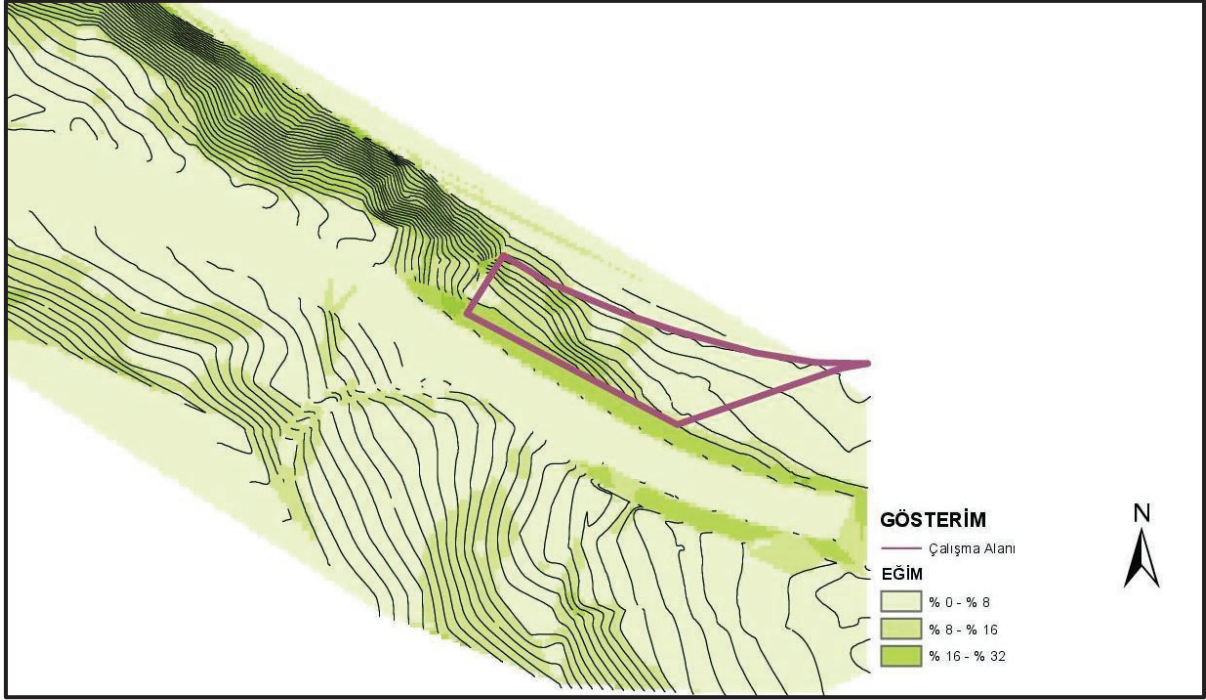 GÖSTERİM
Çalışma Alanı
EĞİM
% 0 - % 8
% 8 - % 16
% 16 - % 32
N